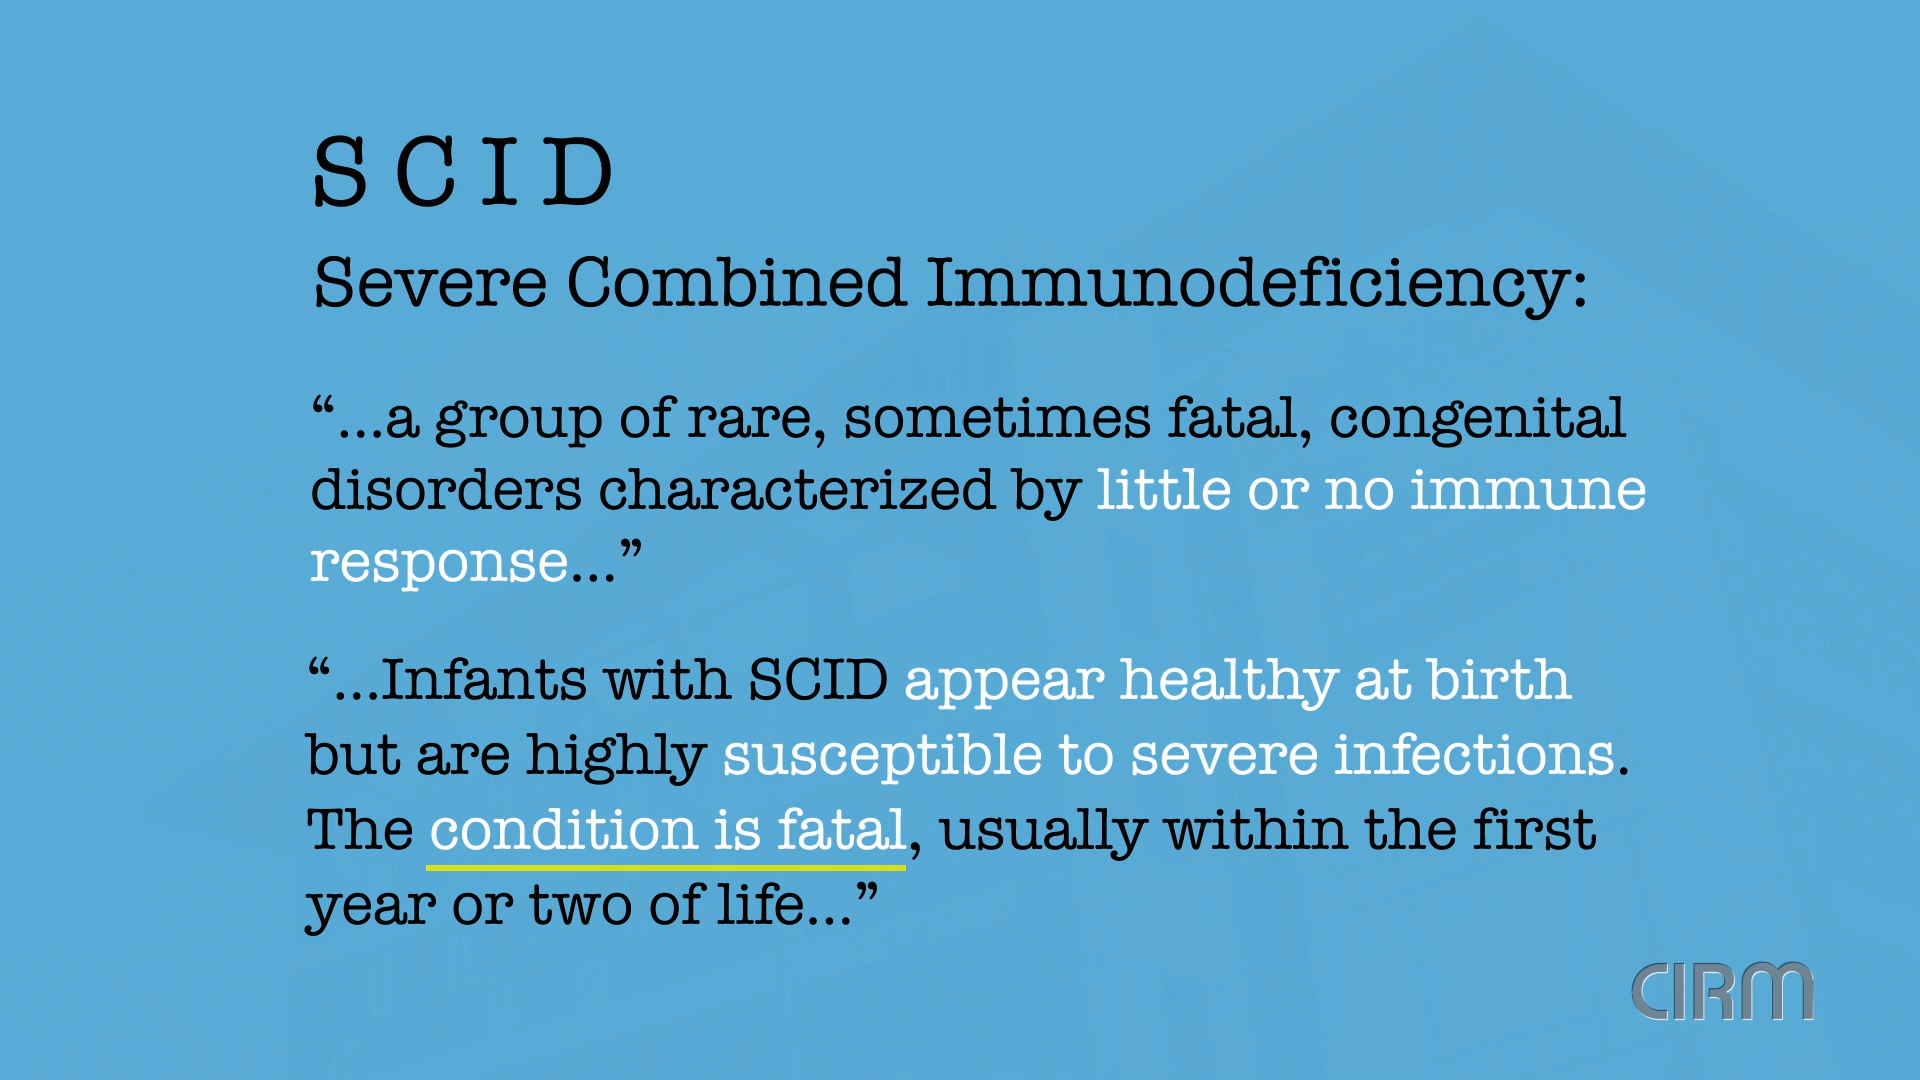 SCID
Severe Combined Immunodeficiency:
“...a group of rare, sometimes fatal, congenital
disorders characterized by little or no immune
response...”
“...Infants with SCID appear healthy at birth
but are highly susceptible to severe infections.
The condition is fatal, usually within the first
year or two of life...”
CIRM